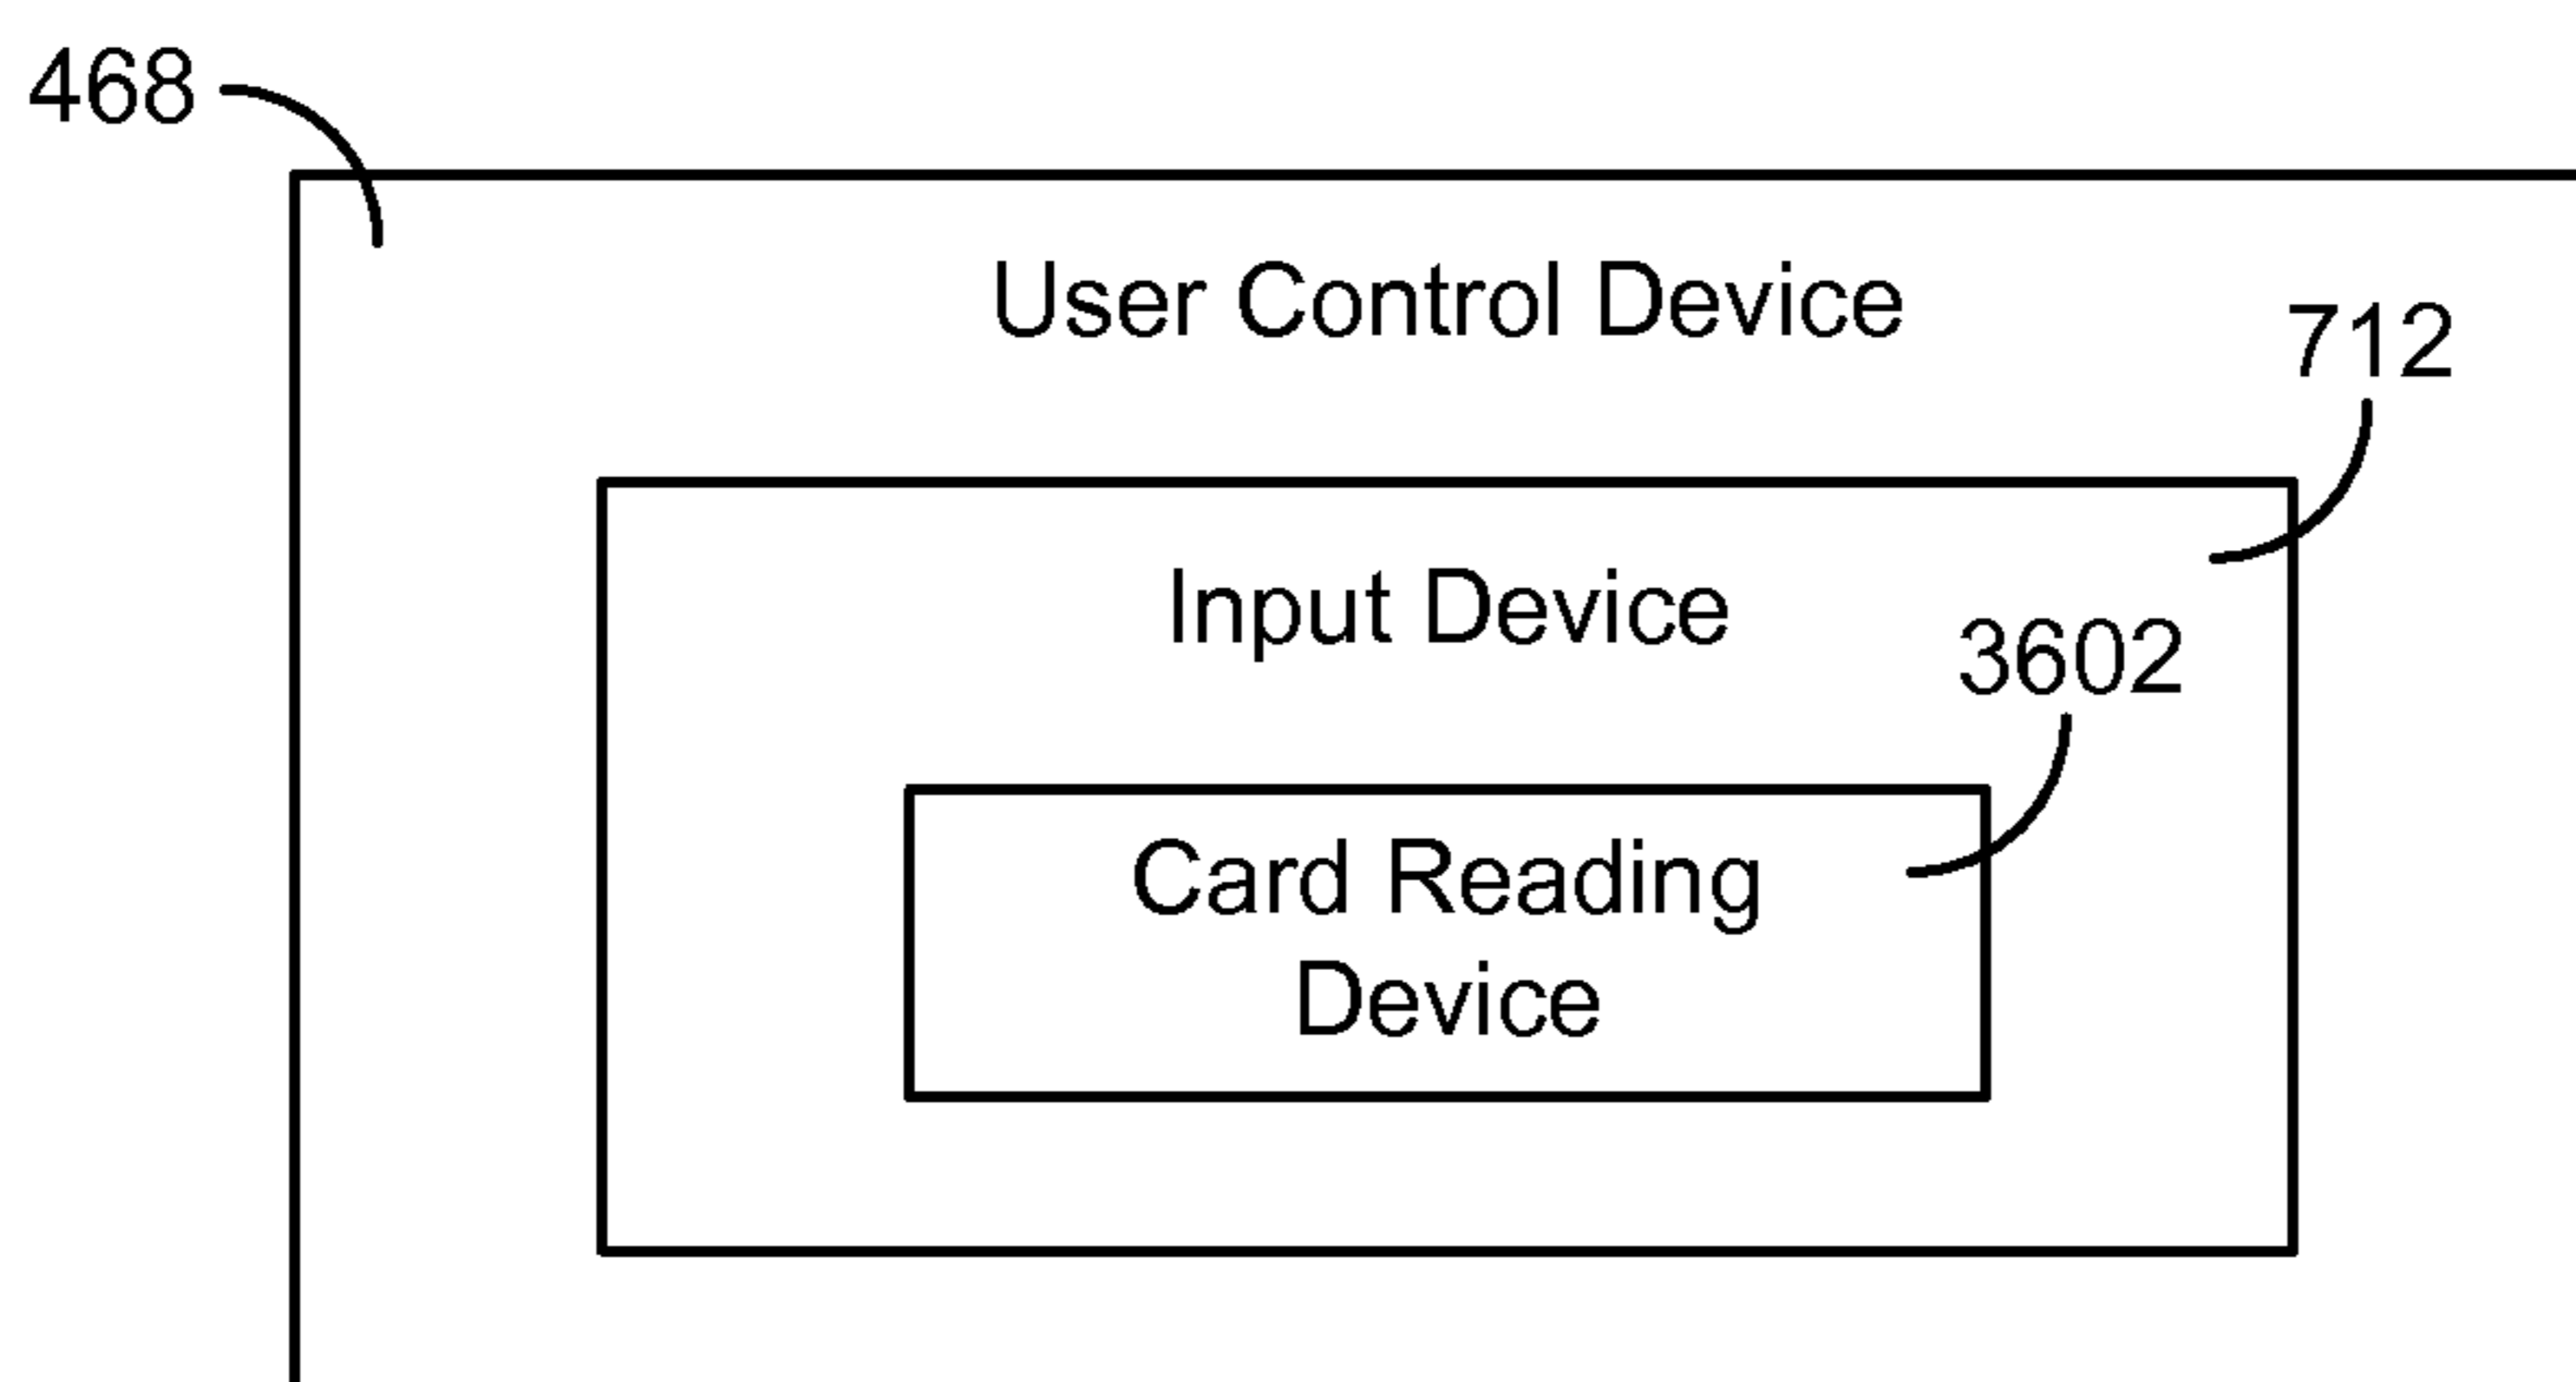 468
User Control Device
712
Input Device
3602
Card Reading
Device